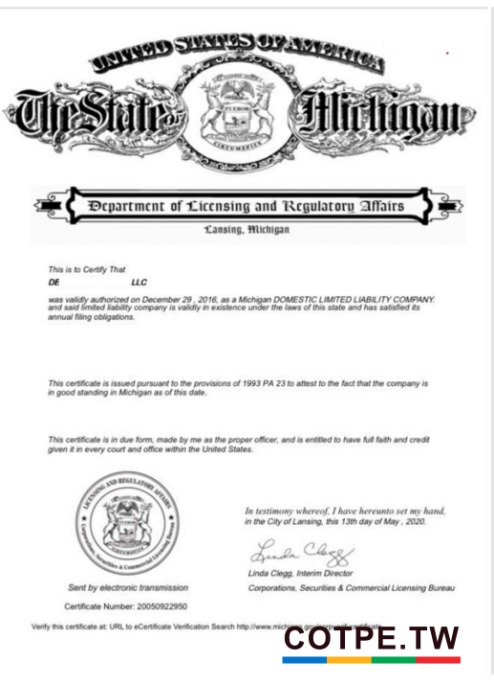 UNITED STATES OF AMERICA
The State of Michigan
TUEBOR
CIRCUMSPICE
Department of Licensing and Regulatory Affairs
Lansing, Michigan
This is to Certify That
DE LLC
was validly authorized on December 29 , 2016, as a Michigan DOMESTIC LIMITED LIABILITY COMPANY.
and said limited liability company is validly in existence under the laws of this state and has satisfied its
annual filing obligations.
This certificate is issued pursuant to the provisions of 1993 PA 23 to attest to the fact that the company is
in good standing in Michigan as of this date.
This certificate is in due form, made by me as the proper officer, and is entitled to have full faith and credit
given it in every court and office within the United States.
LICENSING AND REGULATORY AFFAIRS
Corporations, Securities & Commercial Licensing Bureau
In testimony whereof, I have hereunto set my hand,
in the City of Lansing, this 13th day of May , 2020.
Linda Clegg
Linda Clegg, Interim Director
Sent by electronic transmission
Corporations, Securities & Commercial Licensing Bureau
Certificate Number: 20050922950
Verify this certificate at: URL to eCertificate Verification Search http://www.michigan.gov
COTPE.TW